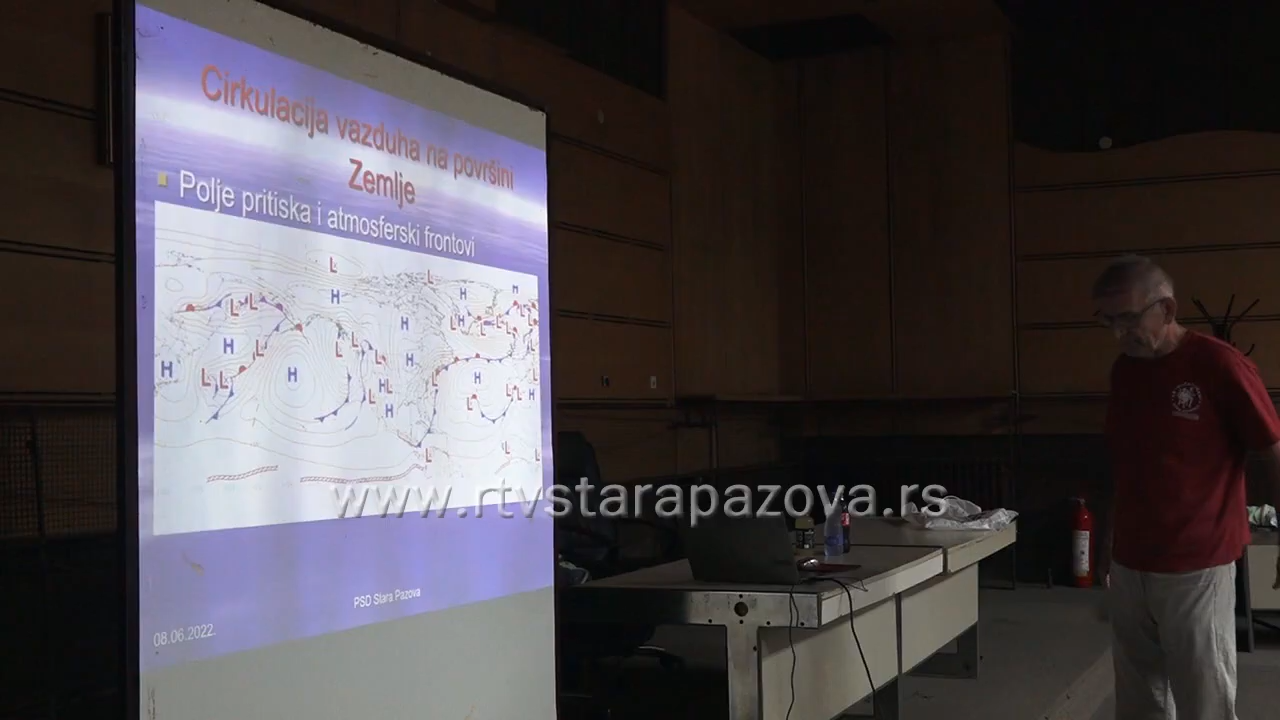 Cirkulacija vazduha na površini
Zemlje
Polje pritiska i atmosferski frontovi
L
H
L
H
H
L
L
L
H
H
L
L
L
H
H
L
L
H
H
L
L
www.rtvstarapazova.rs
PSD Stara Pazova
08.06.2022.